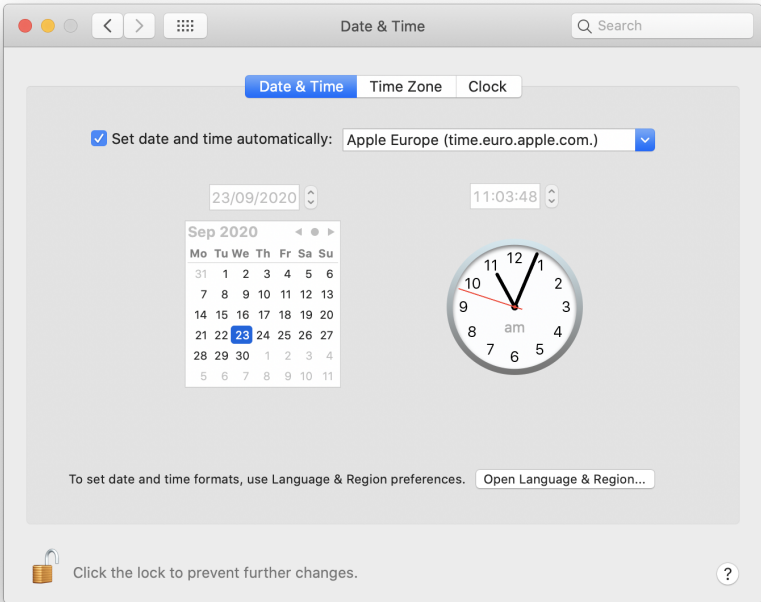 Date & Time
Search
Date & Time Time Zone Clock
Set date and time automatically: Apple Europe (time.euro.apple.com.)
23/09/2020
11:03:48
Sep 2020
Mo Tu We Th Fr Sa Su
31 1 2 3 4 5 6
7 8 9 10 11 12 13
14 15 16 17 18 19 20
21 22 23 24 25 26 27
28 29 30 1 2 3 4
5 6 7 8 9 10 11
12
1
2
3
4
5
6
7
8
9
10
11
am
To set date and time formats, use Language & Region preferences. Open Language & Region...
Click the lock to prevent further changes.
?